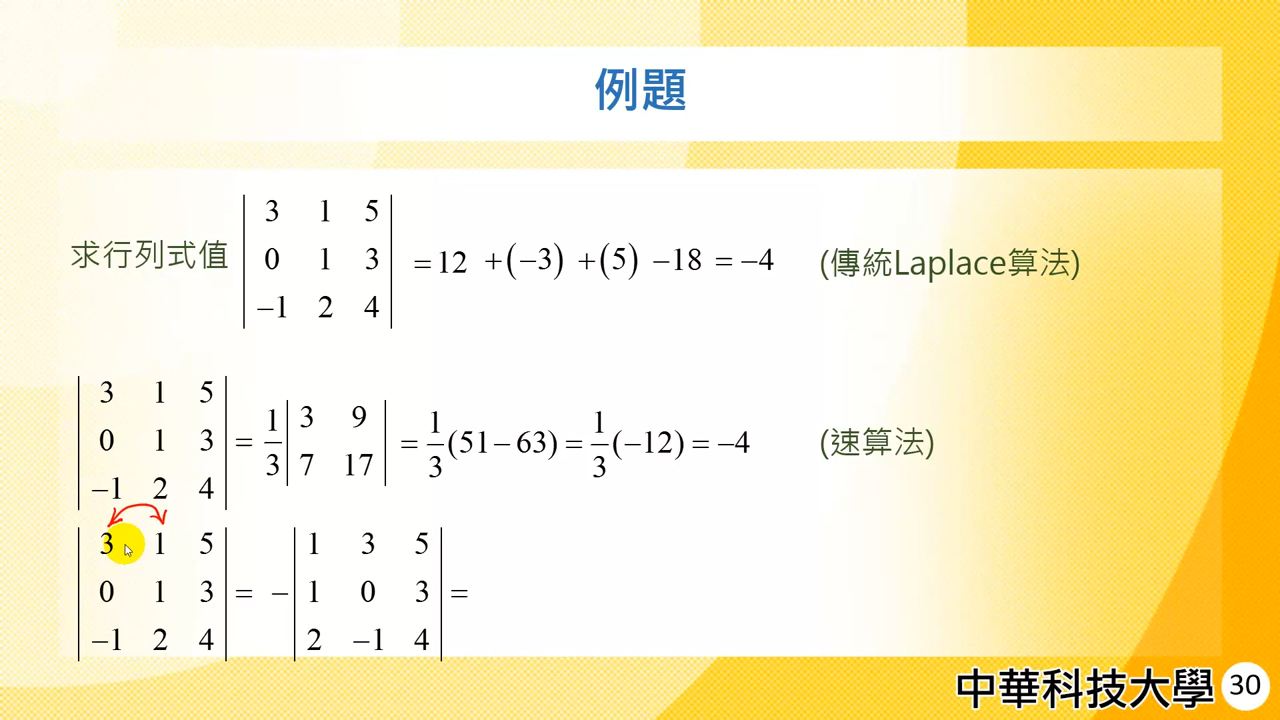 例題
求行列式值 | 3 1 5 |
| 0 1 3 | = 12 + (−3) + (5) − 18 = −4 (傳統Laplace算法)
| −1 2 4 |
| 3 1 5 |
| 0 1 3 | = 1/3 | 3 9 | | 7 17 | = 1/3 (51 − 63) = 1/3 (−12) = −4 (速算法)
| −1 2 4 |
| 3 1 5 | | 1 3 5 |
| 0 1 3 | = − | 1 0 3 | =
| −1 2 4 | | 2 −1 4 |
中華科技大學 30